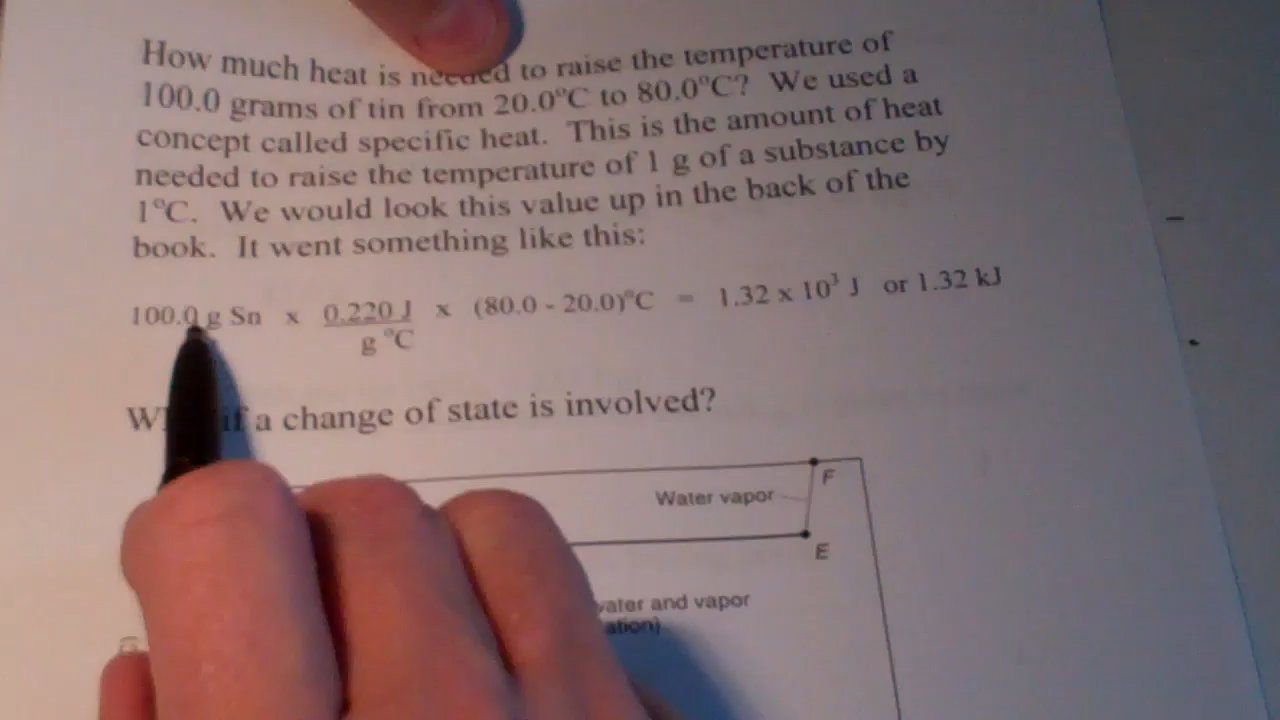 How much heat is needed to raise the temperature of
100.0 grams of tin from 20.0°C to 80.0°C? We used a
concept called specific heat. This is the amount of heat
needed to raise the temperature of 1 g of a substance by
1°C. We would look this value up in the back of the
book. It went something like this:
100.0 g Sn x 0.220 J x (80.0 - 20.0)°C = 1.32 x 10³ J or 1.32 kJ
g °C
if a change of state is involved?
F
Water vapor
E
and vapor